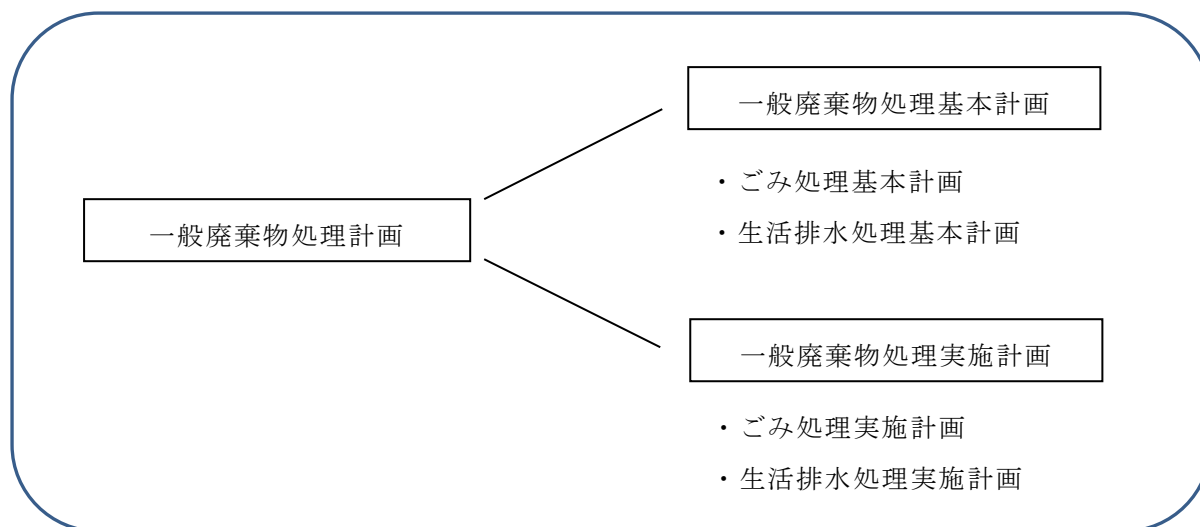 一般廃棄物処理計画
一般廃棄物処理基本計画
・ごみ処理基本計画
・生活排水処理基本計画
一般廃棄物処理実施計画
・ごみ処理実施計画
・生活排水処理実施計画